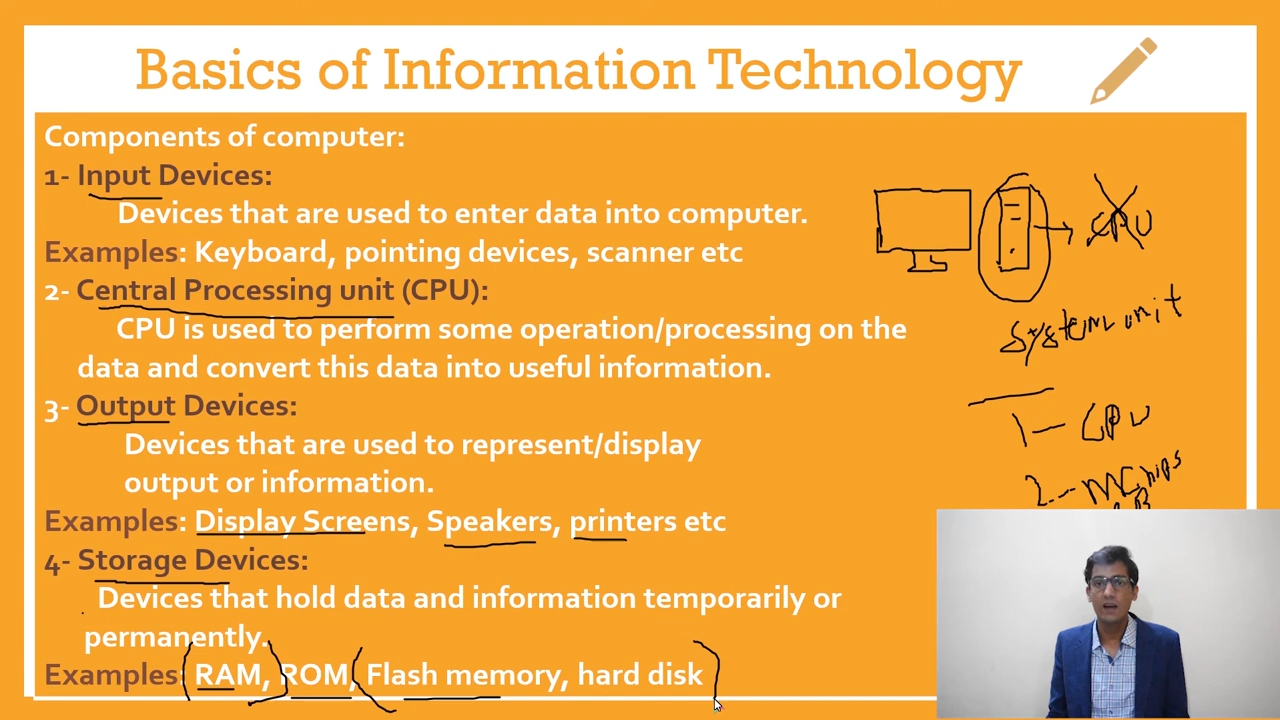 Basics of Information Technology
Components of computer:
1- Input Devices:
Devices that are used to enter data into computer.
Examples: Keyboard, pointing devices, scanner etc
2- Central Processing unit (CPU):
CPU is used to perform some operation/processing on the
data and convert this data into useful information.
3- Output Devices:
Devices that are used to represent/display
output or information.
Examples: Display Screens, Speakers, printers etc
4- Storage Devices:
Devices that hold data and information temporarily or
permanently.
Examples: RAM, ROM, Flash memory, hard disk
CPU
System unit
1- CPU
2-- MChips